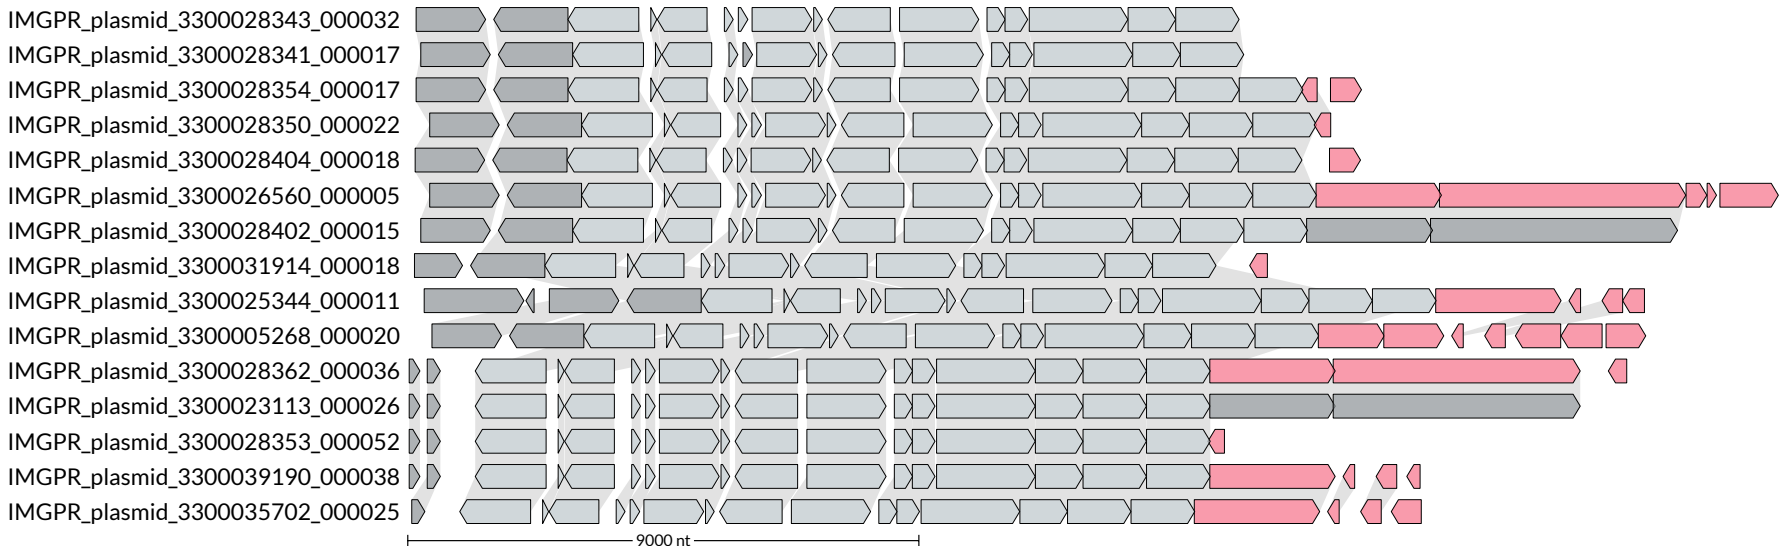 IMGPR_plasmid_3300028343_000032
IMGPR_plasmid_3300028341_000017
IMGPR_plasmid_3300028354_000017
IMGPR_plasmid_3300028350_000022
IMGPR_plasmid_3300028404_000018
IMGPR_plasmid_3300026560_000005
IMGPR_plasmid_3300028402_000015
IMGPR_plasmid_3300031914_000018
IMGPR_plasmid_3300025344_000011
IMGPR_plasmid_3300005268_000020
IMGPR_plasmid_3300028362_000036
IMGPR_plasmid_3300023113_000026
IMGPR_plasmid_3300028353_000052
IMGPR_plasmid_3300039190_000038
IMGPR_plasmid_3300035702_000025
9000 nt